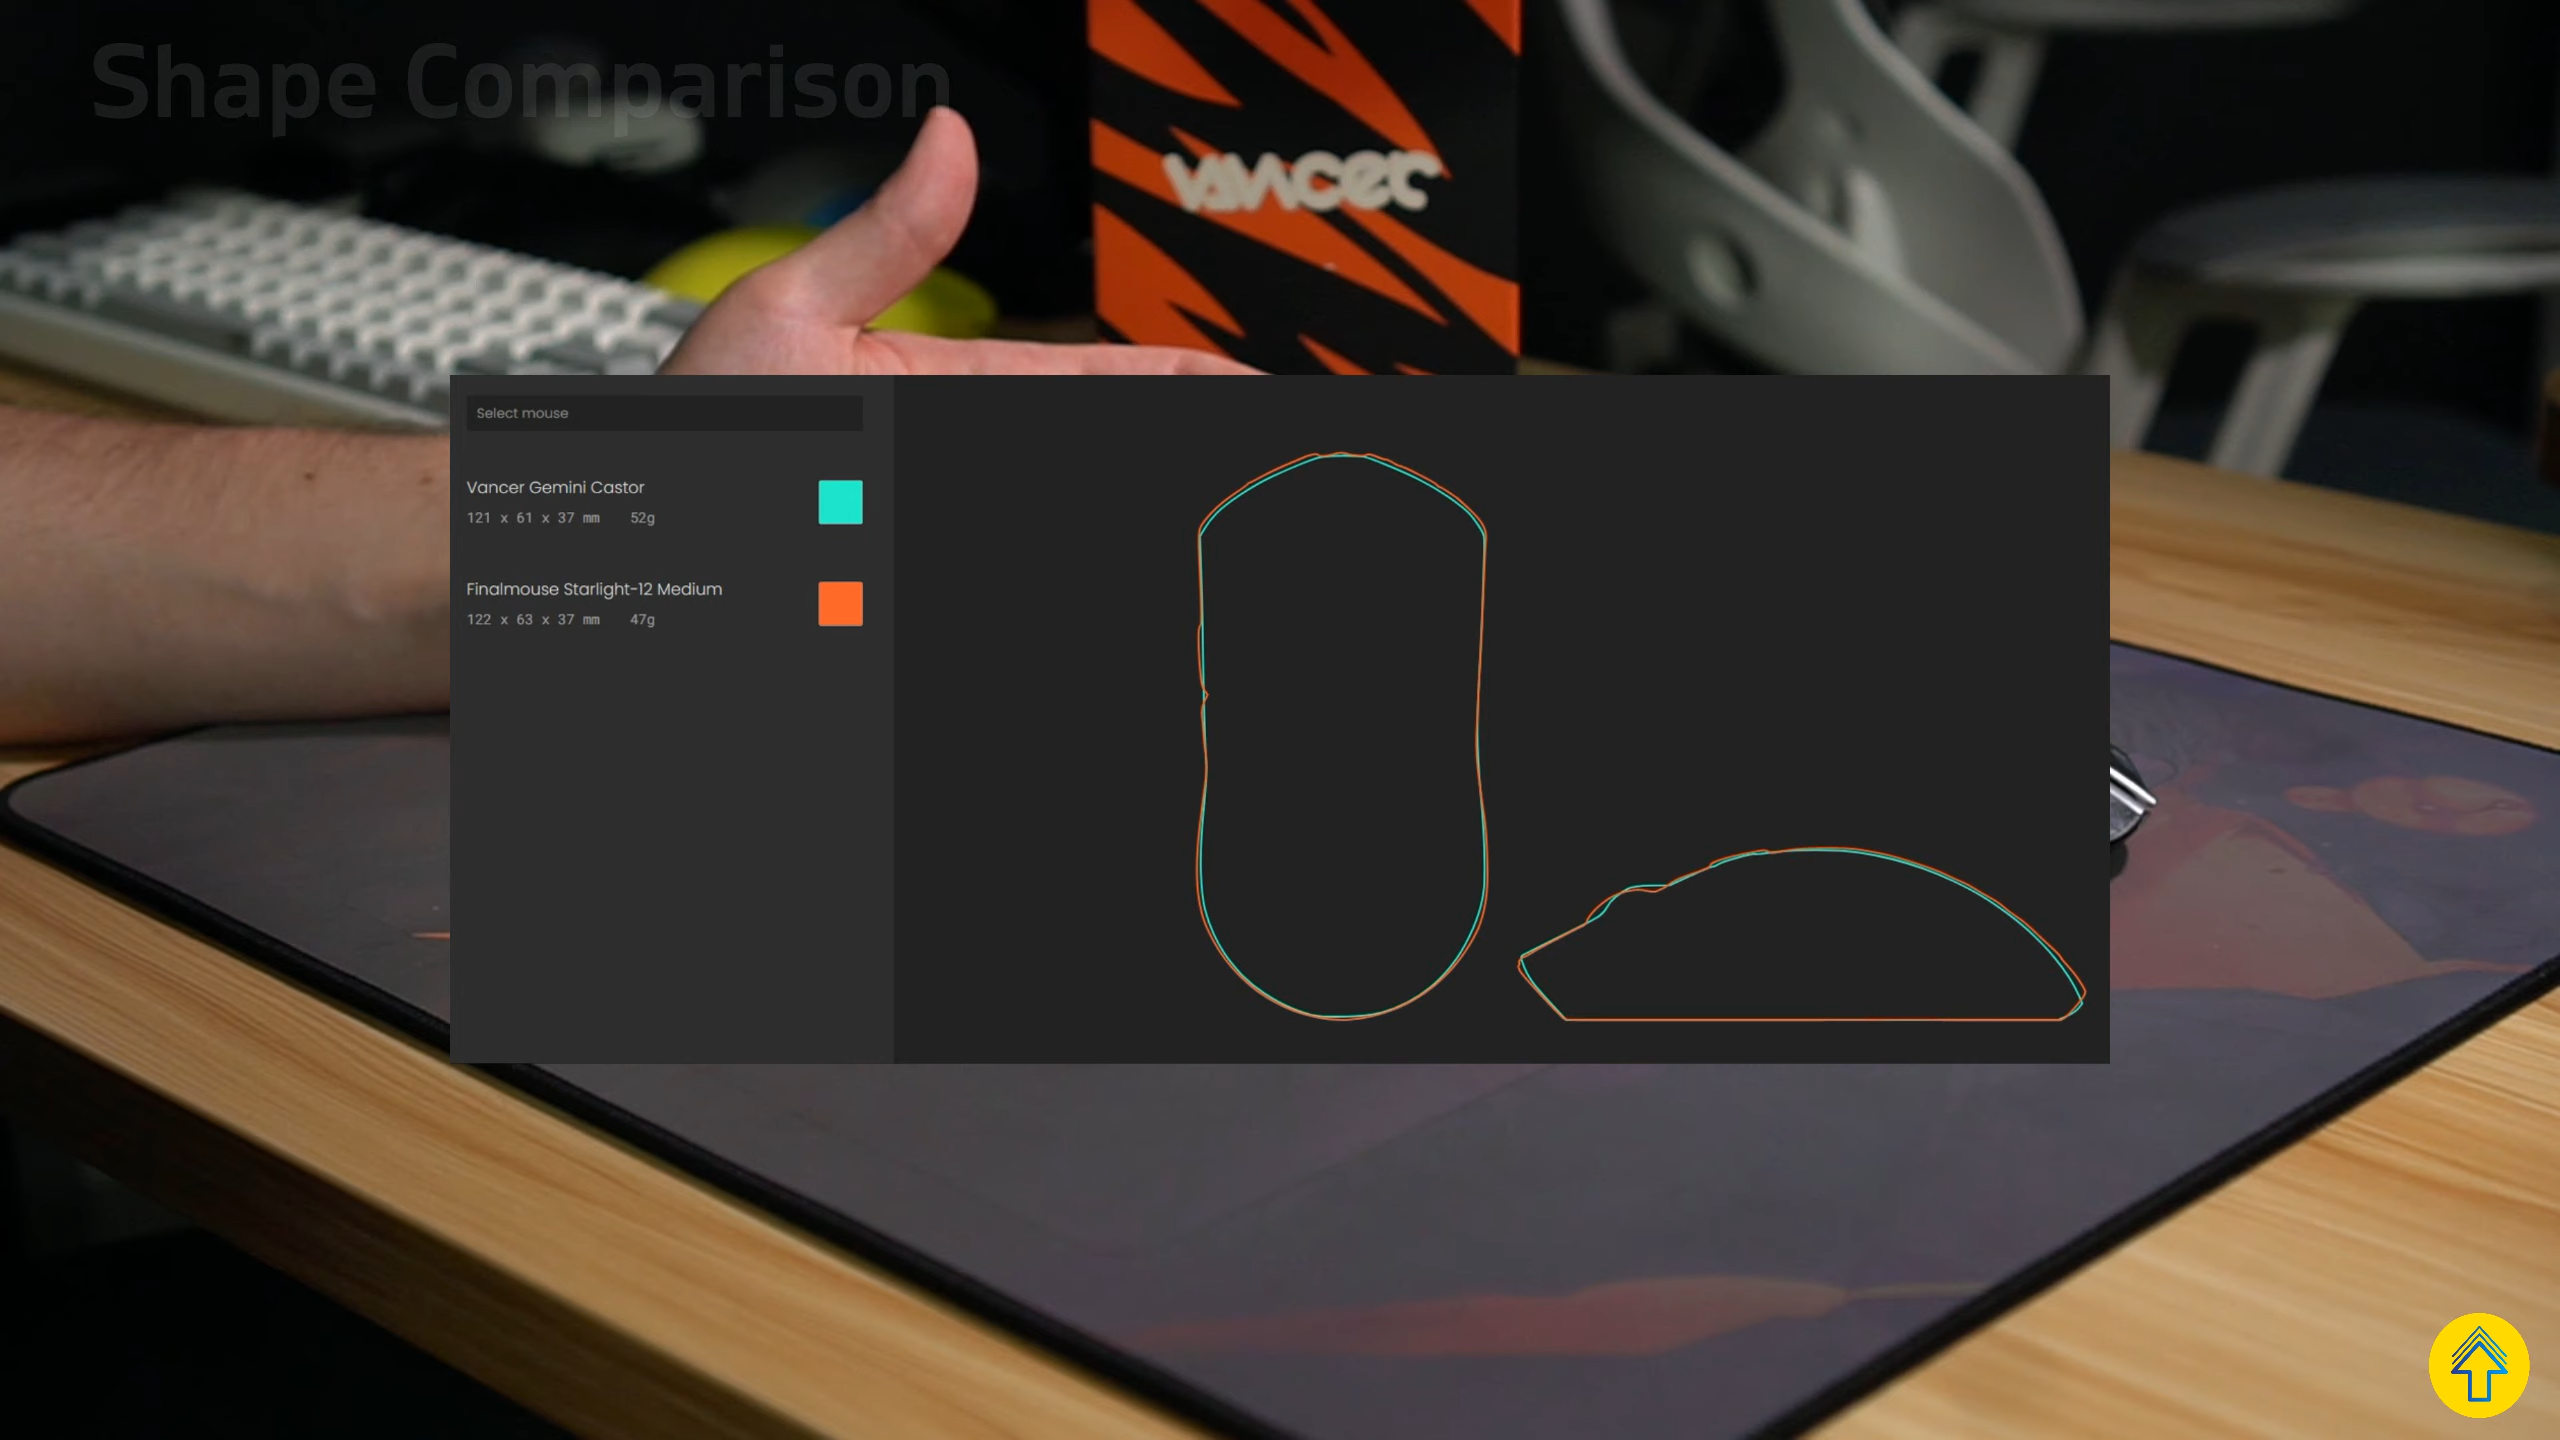 Shape Comparison
vancer
Select mouse
Vancer Gemini Castor
121 x 61 x 37 mm 52g
Finalmouse Starlight-12 Medium
122 x 63 x 37 mm 47g